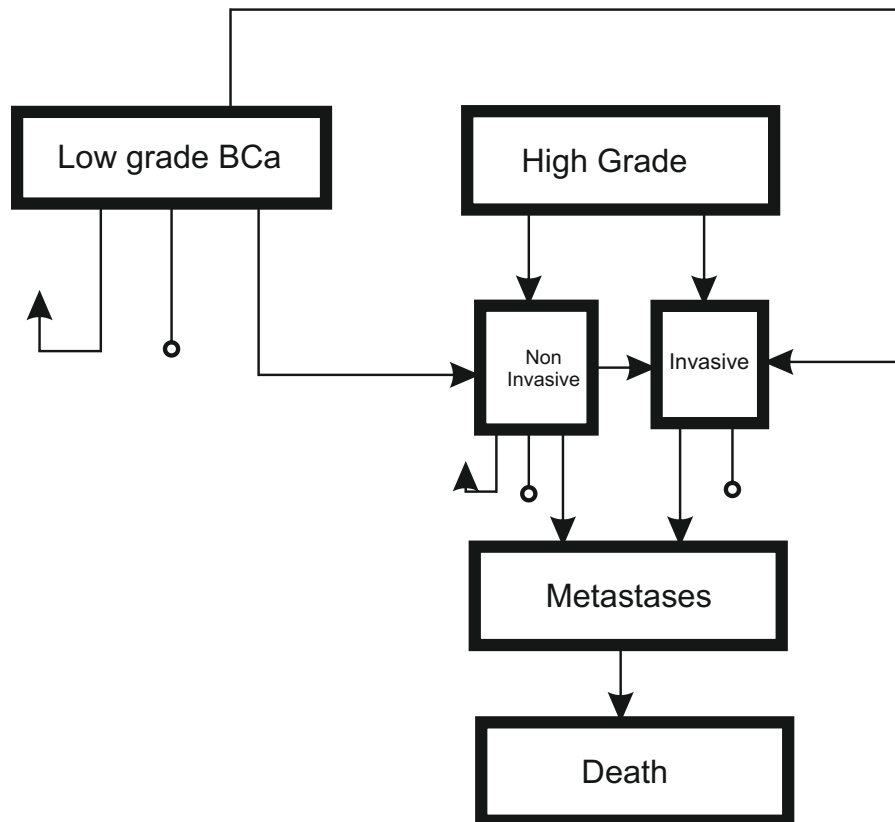 Low grade BCa
High Grade
Non
Invasive
Invasive
Metastases
Death